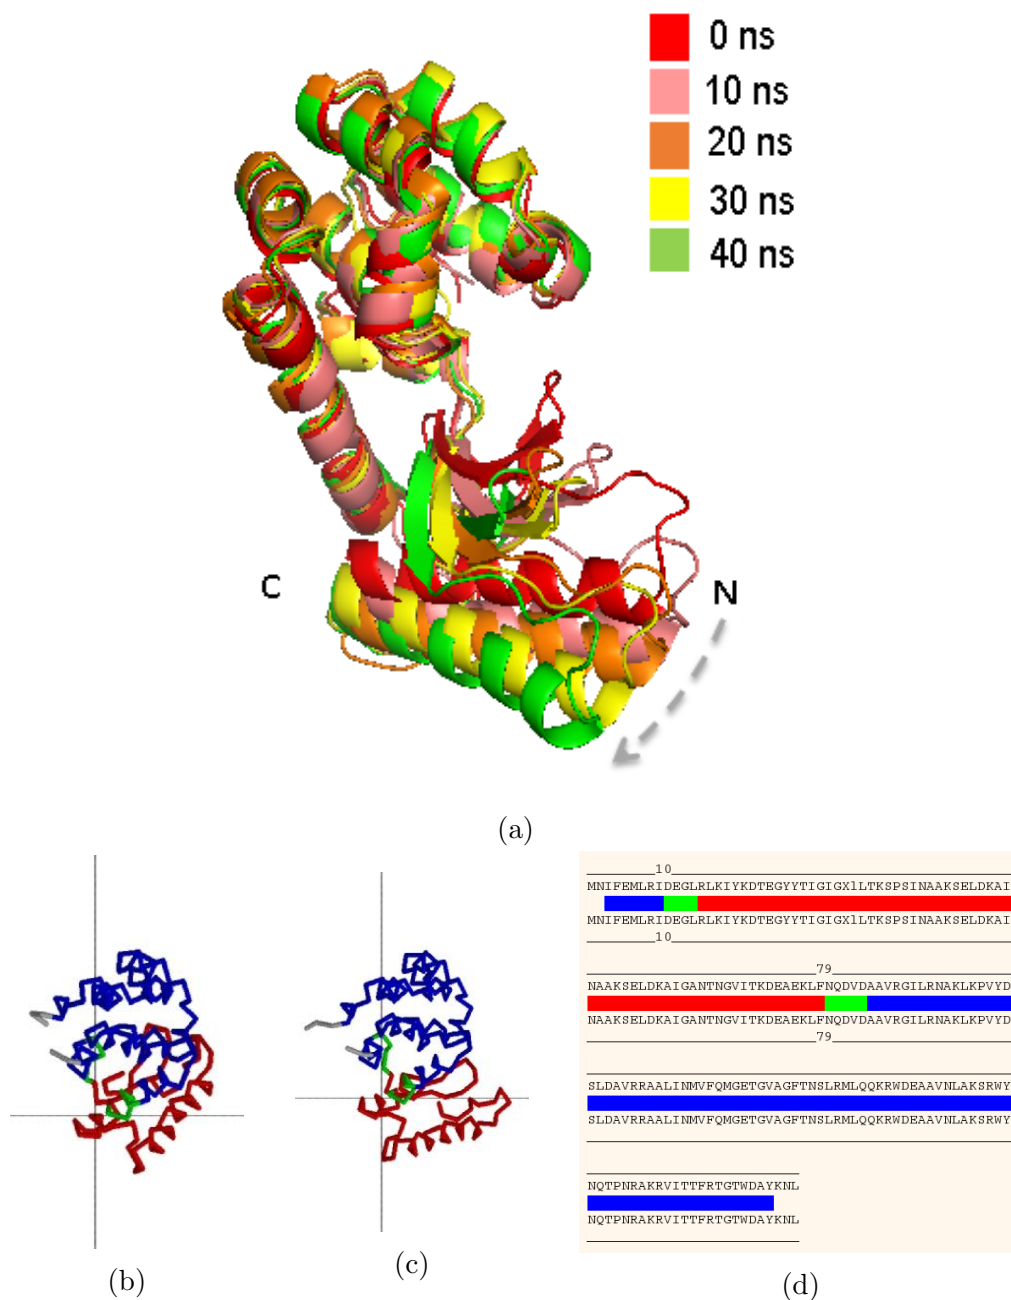 0 ns
10 ns
20 ns
30 ns
40 ns
C
N
(a)
10
MNIFEMLRIDEGLRLKIYKDTEGYYTIGIGXlLTKSPSINAAKSELDKAI
MNIFEMLRIDEGLRLKIYKDTEGYYTIGIGXlLTKSPSINAAKSELDKAI
10
79
NAAKSELDKAIGANTNGVITKDEAEKLFNQDVDAAVRGILRNAKLKPVYD
NAAKSELDKAIGANTNGVITKDEAEKLFNQDVDAAVRGILRNAKLKPVYD
79
SLDAVRRAALINMVFQMGETGVAGFTNSLRMLQQKRWDEAAVNLAKSRWY
SLDAVRRAALINMVFQMGETGVAGFTNSLRMLQQKRWDEAAVNLAKSRWY
NQTPNRAKRVITTFRTGTWDAYKNL
NQTPNRAKRVITTFRTGTWDAYKNL
(b)
(c)
(d)